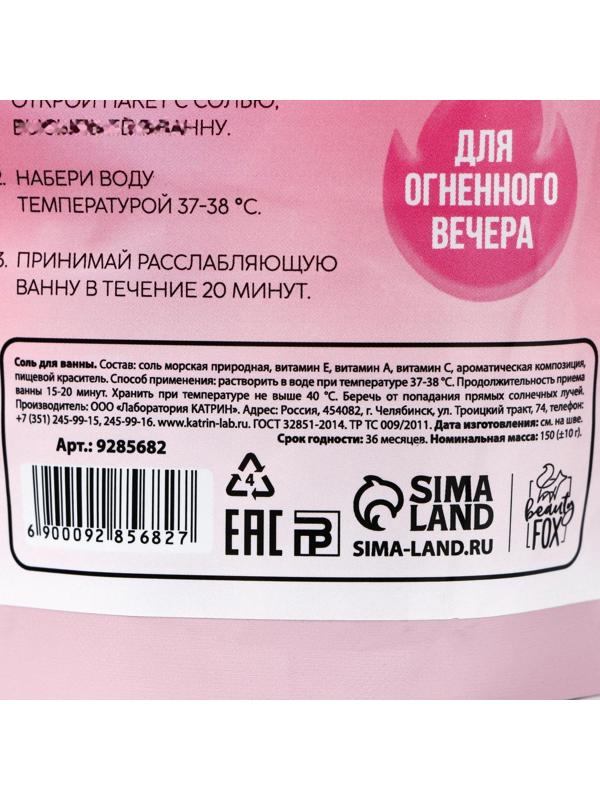 ОТКРОЙ ПАКЕТ С СОЛЬЮ,
ВАННУ.
2. НАБЕРИ ВОДУ
ТЕМПЕРАТУРОЙ 37-38 °C.
3. ПРИНИМАЙ РАССЛАБЛЯЮЩУЮ
ВАННУ В ТЕЧЕНИЕ 20 МИНУТ.
ДЛЯ
ОГНЕННОГО
ВЕЧЕРА
Соль для ванны. Состав: соль морская природная, витамин Е, витамин А, витамин С, ароматическая композиция,
пищевой краситель. Способ применения: растворить в воде при температуре 37-38° С. Продолжительность приема
ванны 15-20 минут. Хранить при температуре не выше 40 °С. Беречь от попадания прямых солнечных лучей.
Производитель: ООО «Лаборатория КАТРИН». Адрес: Россия, 454082, г. Челябинск, ул. Троицкий тракт, 74, телефон:
+7 (351) 245-99-15, 245-99-16. www.katrin-lab.ru. ГОСТ 32851-2014. ТР ТС 009/2011. Дата изготовления: см. на шве.
Срок годности: 36 месяцев. Номинальная масса: 150 (±10 г).
Арт.: 9285682
6 900092 856827
4
EAC
SIMA
LAND
SIMA-LAND.RU
beauty
FOX